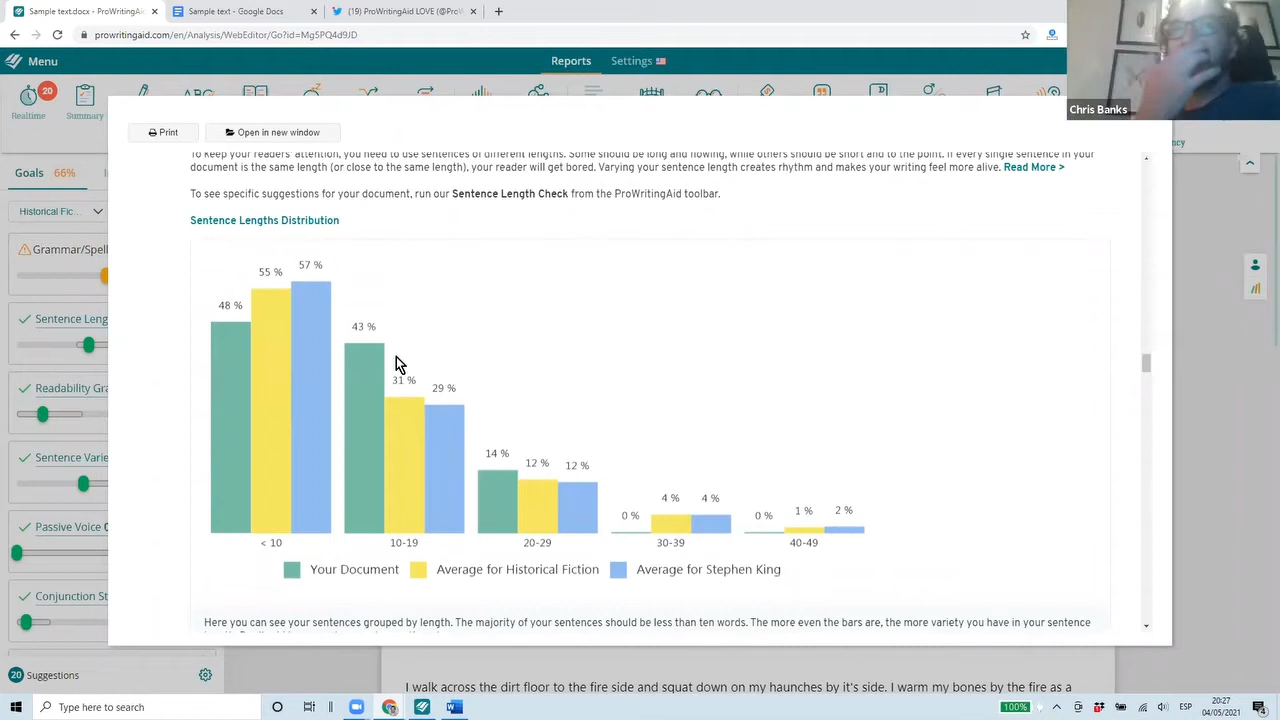 Sample text.docx - ProWritingAi
Sample text - Google Docs
(19) ProWritingAid LOVE (@ProW
prowritingaid.com/en/Analysis/WebEditor/Go?id=Mg5PQ4d9JD
Menu
Reports
Settings
20
Realtime
Summary
Chris Banks
Print
Open in new window
To keep your readers' attention, you need to use sentences of different lengths. Some should be long and flowing, while others should be short and to the point. If every single sentence in your
document is the same length (or close to the same length), your reader will get bored. Varying your sentence length creates rhythm and makes your writing feel more alive. Read More >
To see specific suggestions for your document, run our Sentence Length Check from the ProWritingAid toolbar.
Sentence Lengths Distribution
Goals 66%
Historical Fic...
Grammar/Spell
Sentence Leng
Readability Gra
Sentence Varie
Passive Voice 0
Conjunction St
20 Suggestions
48 %
55 %
57 %
43 %
31 %
29 %
14 %
12 %
12 %
0 %
4 %
4 %
0 %
1 %
2 %
< 10
10-19
20-29
30-39
40-49
Your Document
Average for Historical Fiction
Average for Stephen King
Here you can see your sentences grouped by length. The majority of your sentences should be less than ten words. The more even the bars are, the more variety you have in your sentence
I walk across the dirt floor to the fire side and squat down on my haunches by it's side. I warm my bones by the fire as a
Type here to search
100%
ESP
20:27
04/05/2021
4